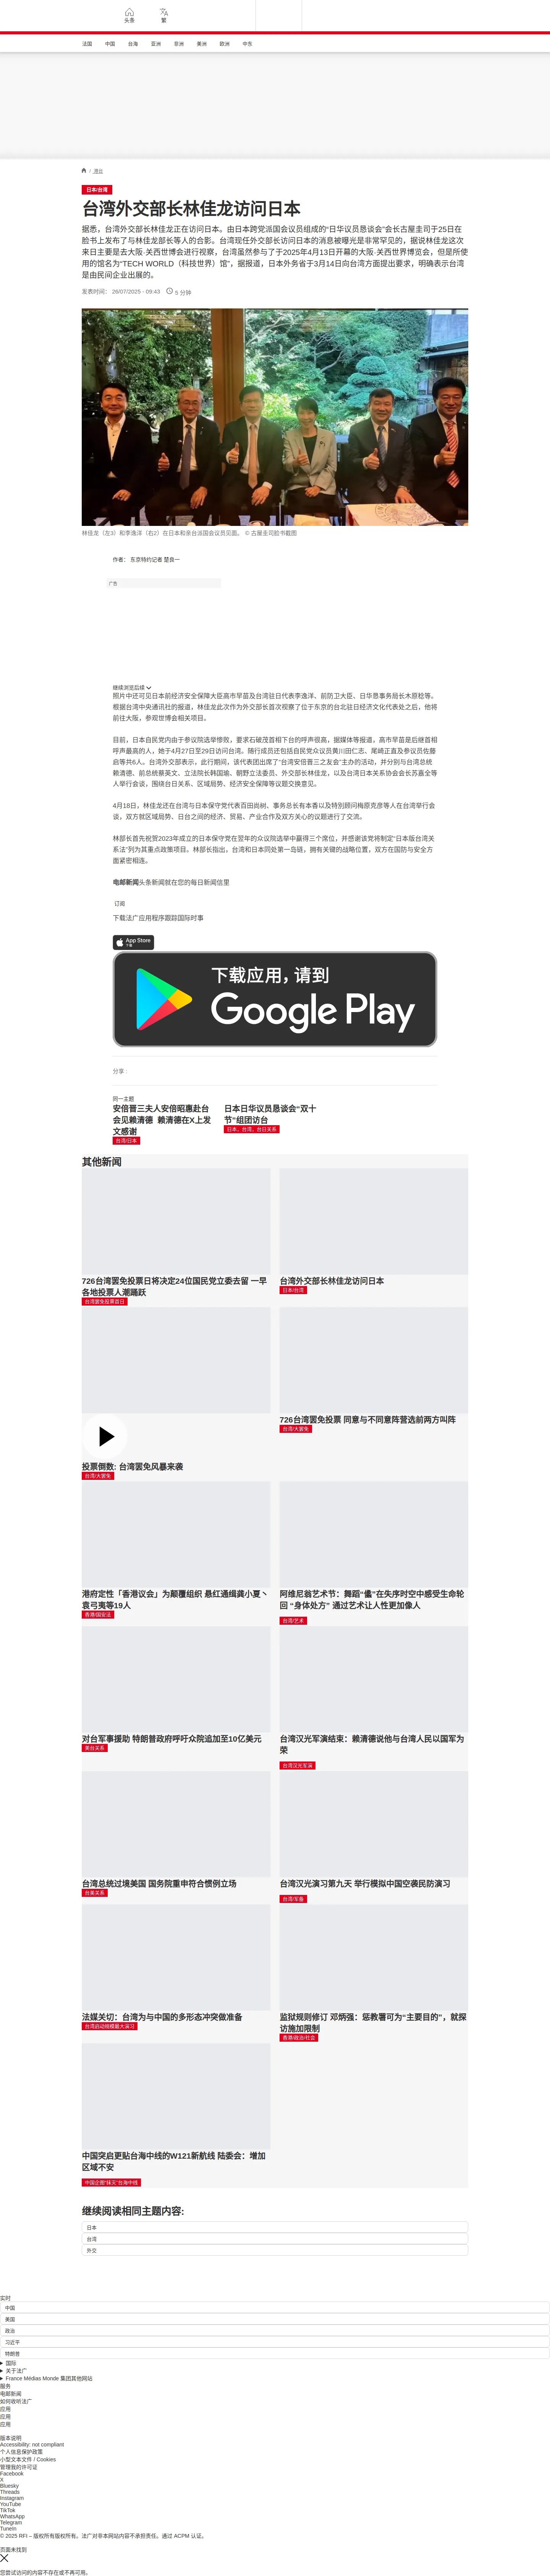 头条
繁
法国
中国
台海
亚洲
非洲
美洲
欧洲
中东
/ 港台
日本/台湾
台湾外交部长林佳龙访问日本
据悉，台湾外交部长林佳龙正在访问日本。由日本跨党派国会议员组成的“日华议员恳谈会”会长古屋圭司于25日在
脸书上发布了与林佳龙部长等人的合影。台湾现任外交部长访问日本的消息被曝光是非常罕见的，据说林佳龙这次
来日主要是去大阪·关西世博会进行视察，台湾虽然参与了于2025年4月13日开幕的大阪·关西世界博览会，但是所使
用的馆名为“TECH WORLD（科技世界）馆”，据报道，日本外务省于3月14日向台湾方面提出要求，明确表示台湾
是由民间企业出展的。
发表时间： 26/07/2025 - 09:43
5 分钟
林佳龙（左3）和李逸洋（右2）在日本和亲台派国会议员见面。 © 古屋圭司脸书截图
作者： 东京特约记者 楚良一
广告
继续浏览后续
照片中还可见日本前经济安全保障大臣高市早苗及台湾驻日代表李逸洋、前防卫大臣、日华恳事务局长木原稔等。
根据台湾中央通讯社的报道，林佳龙此次作为外交部长首次视察了位于东京的台北驻日经济文化代表处之后，他将
前往大阪，参观世博会相关项目。
目前，日本自民党内由于参议院选举惨败，要求石破茂首相下台的呼声很高，据媒体等报道，高市早苗是后继首相
呼声最高的人，她于4月27日至29日访问台湾。随行成员还包括自民党众议员黄川田仁志、尾﨑正直及参议员佐藤
启等共6人。台湾外交部表示，此行期间，该代表团出席了“台湾安倍晋三之友会”主办的活动，并分别与台湾总统
赖清德、前总统蔡英文、立法院长韩国瑜、朝野立法委员、外交部长林佳龙，以及台湾日本关系协会会长苏嘉全等
人举行会谈，围绕台日关系、区域局势、经济安全保障等议题交换意见。
4月18日，林佳龙还在台湾与日本保守党代表百田尚树、事务总长有本香以及特別顾问梅原克彦等人在台湾举行会
谈，双方就区域局势、日台之间的经济、贸易、产业合作及双方关心的议题进行了交流。
林部长首先祝贺2023年成立的日本保守党在翌年的众议院选举中赢得三个席位，并感谢该党将制定“日本版台湾关
系法”列为其重点政策项目。林部长指出，台湾和日本同处第一岛链，拥有关键的战略位置，双方在国防与安全方
面紧密相连。
电邮新闻头条新闻就在您的每日新闻信里
订阅
下载法广应用程序跟踪国际时事
App Store
下载
下载应用，请到
Google Play
分享 :
同一主题
安倍晋三夫人安倍昭惠赴台
会见赖清德 赖清德在X上发
文感谢
台湾/日本
日本日华议员恳谈会“双十
节”组团访台
日本、台湾、台日关系
其他新闻
726台湾罢免投票日将决定24位国民党立委去留 一早
各地投票人潮踊跃
台湾罢免投票首日
台湾外交部长林佳龙访问日本
日本/台湾
投票倒数: 台湾罢免风暴来袭
台湾/大罢免
726台湾罢免投票 同意与不同意阵营选前两方叫阵
台湾/大罢免
港府定性「香港议会」为颠覆组织 悬红通缉龚小夏丶
袁弓夷等19人
香港/国安法
阿维尼翁艺术节：舞蹈“儘”在失序时空中感受生命轮
回 “身体处方” 通过艺术让人性更加像人
台湾/艺术
对台军事援助 特朗普政府呼吁众院追加至10亿美元
美台关系
台湾汉光军演结束：赖清德说他与台湾人民以国军为
荣
台湾汉光军演
台湾总统过境美国 国务院重申符合惯例立场
台美关系
台湾汉光演习第九天 举行模拟中国空袭民防演习
台湾/军备
法媒关切：台湾为与中国的多形态冲突做准备
台湾启动规模最大演习
监狱规则修订 邓炳强：惩教署可为“主要目的”，就探
访施加限制
香港/政治/社会
中国突启更贴台海中线的W121新航线 陆委会：增加
区域不安
中国企图“抹灭”台海中线
继续阅读相同主题内容:
日本
台湾
外交
实时
中国
美国
政治
习近平
特朗普
国际
关于法广
France Médias Monde 集团其他网站
服务
电邮新闻
如何收听法广
应用
应用
应用
版本说明
Accessibility: not compliant
个人信息保护政策
小型文本文件 / Cookies
管理我的许可证
Facebook
X
Bluesky
Threads
Instagram
YouTube
TikTok
WhatsApp
Telegram
TuneIn
© 2025 RFI – 版权所有版权所有。法广对非本网站内容不承担责任。通过 ACPM 认证。
页面未找到
您尝试访问的内容不存在或不再可用。